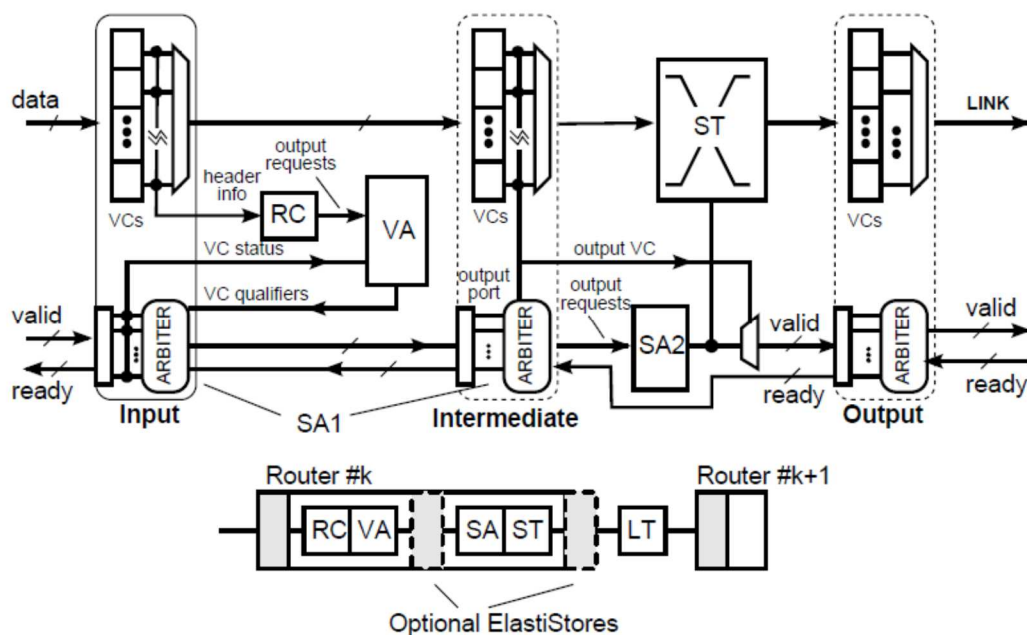 data
VCs
header
info
output
requests
RC
VA
VC status
VC qualifiers
valid
ready
ARBITER
Input
SA1
VCs
output
port
ARBITER
Intermediate
ST
output VC
output
requests
SA2
valid
ready
VCs
LINK
ARBITER
valid
ready
Output
Router #k
Router #k+1
RC VA
SA ST
LT
Optional ElastiStores